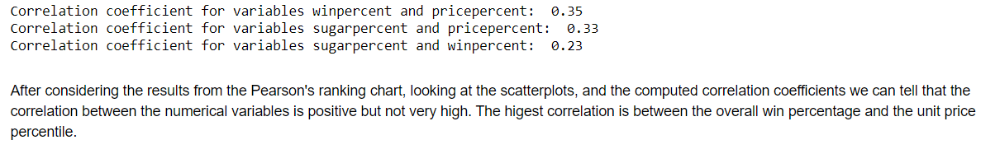 Correlation coefficient for variables winpercent and pricepercent:  0.35
Correlation coefficient for variables sugarpercent and pricepercent:  0.33
Correlation coefficient for variables sugarpercent and winpercent:  0.23
After considering the results from the Pearson's ranking chart, looking at the scatterplots, and the computed correlation coefficients we can tell that the
correlation between the numerical variables is positive but not very high. The higest correlation is between the overall win percentage and the unit price
percentile.